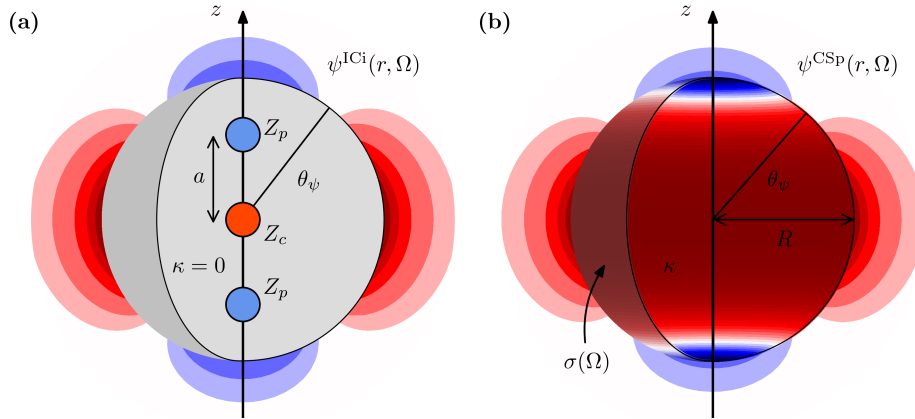 (a)
z
ψ^ICi(r, Ω)
Z_p
a
θ_ψ
Z_c
κ = 0
Z_p
(b)
z
ψ^CSp(r, Ω)
θ_ψ
R
κ
σ(Ω)